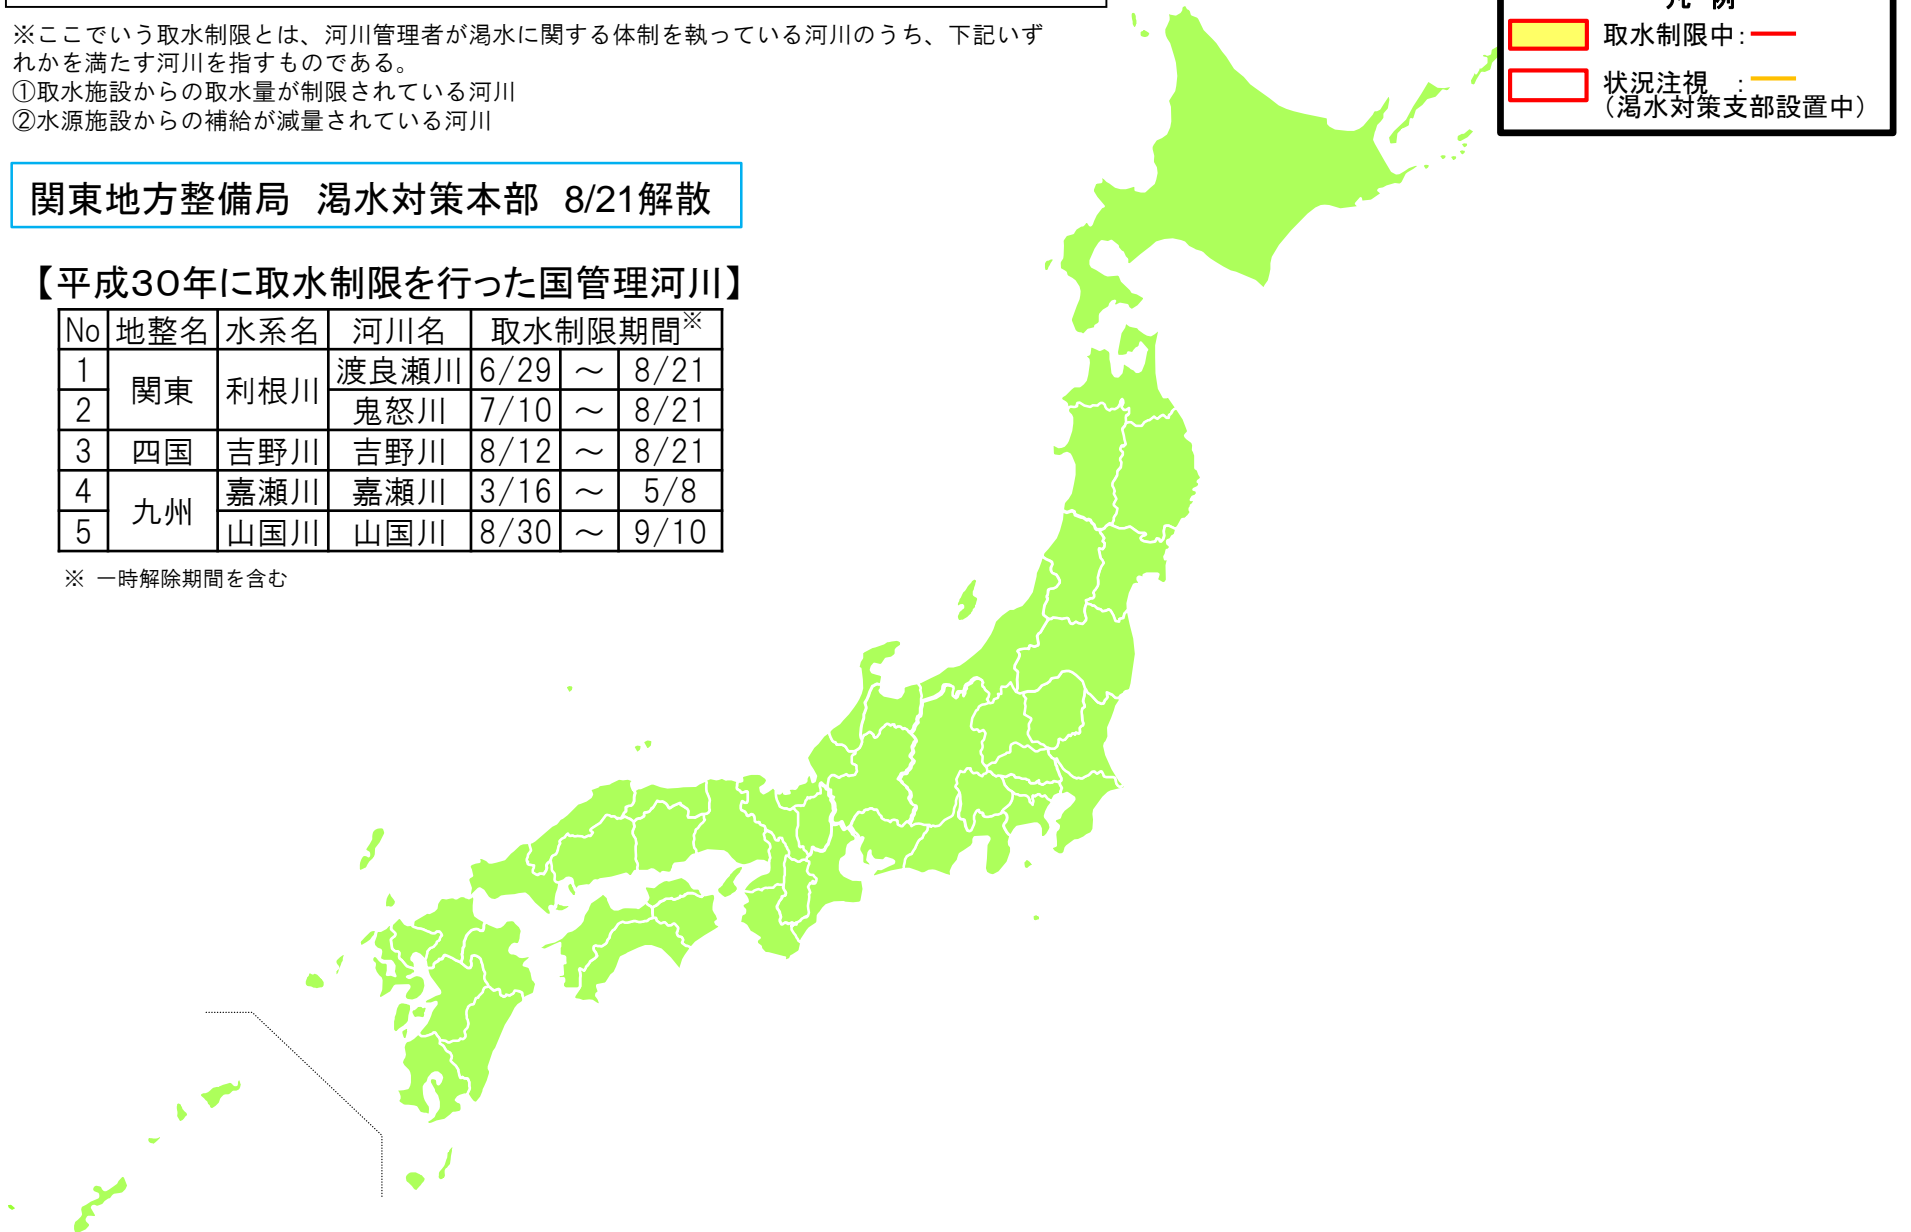 ※ここでいう取水制限とは、河川管理者が渇水に関する体制を執っている河川のうち、下記いず
れかを満たす河川を指すものである。
①取水施設からの取水量が制限されている河川
②水源施設からの補給が減量されている河川
凡 例
取水制限中:
状況注視 :
(渇水対策支部設置中)
関東地方整備局 渇水対策本部 8/21解散
【平成30年に取水制限を行った国管理河川】
No 地整名 水系名 河川名 取水制限期間※
1 関東 利根川 渡良瀬川 6/29 ~ 8/21
2 鬼怒川 7/10 ~ 8/21
3 四国 吉野川 吉野川 8/12 ~ 8/21
4 九州 嘉瀬川 嘉瀬川 3/16 ~ 5/8
5 山国川 山国川 8/30 ~ 9/10
※ 一時解除期間を含む